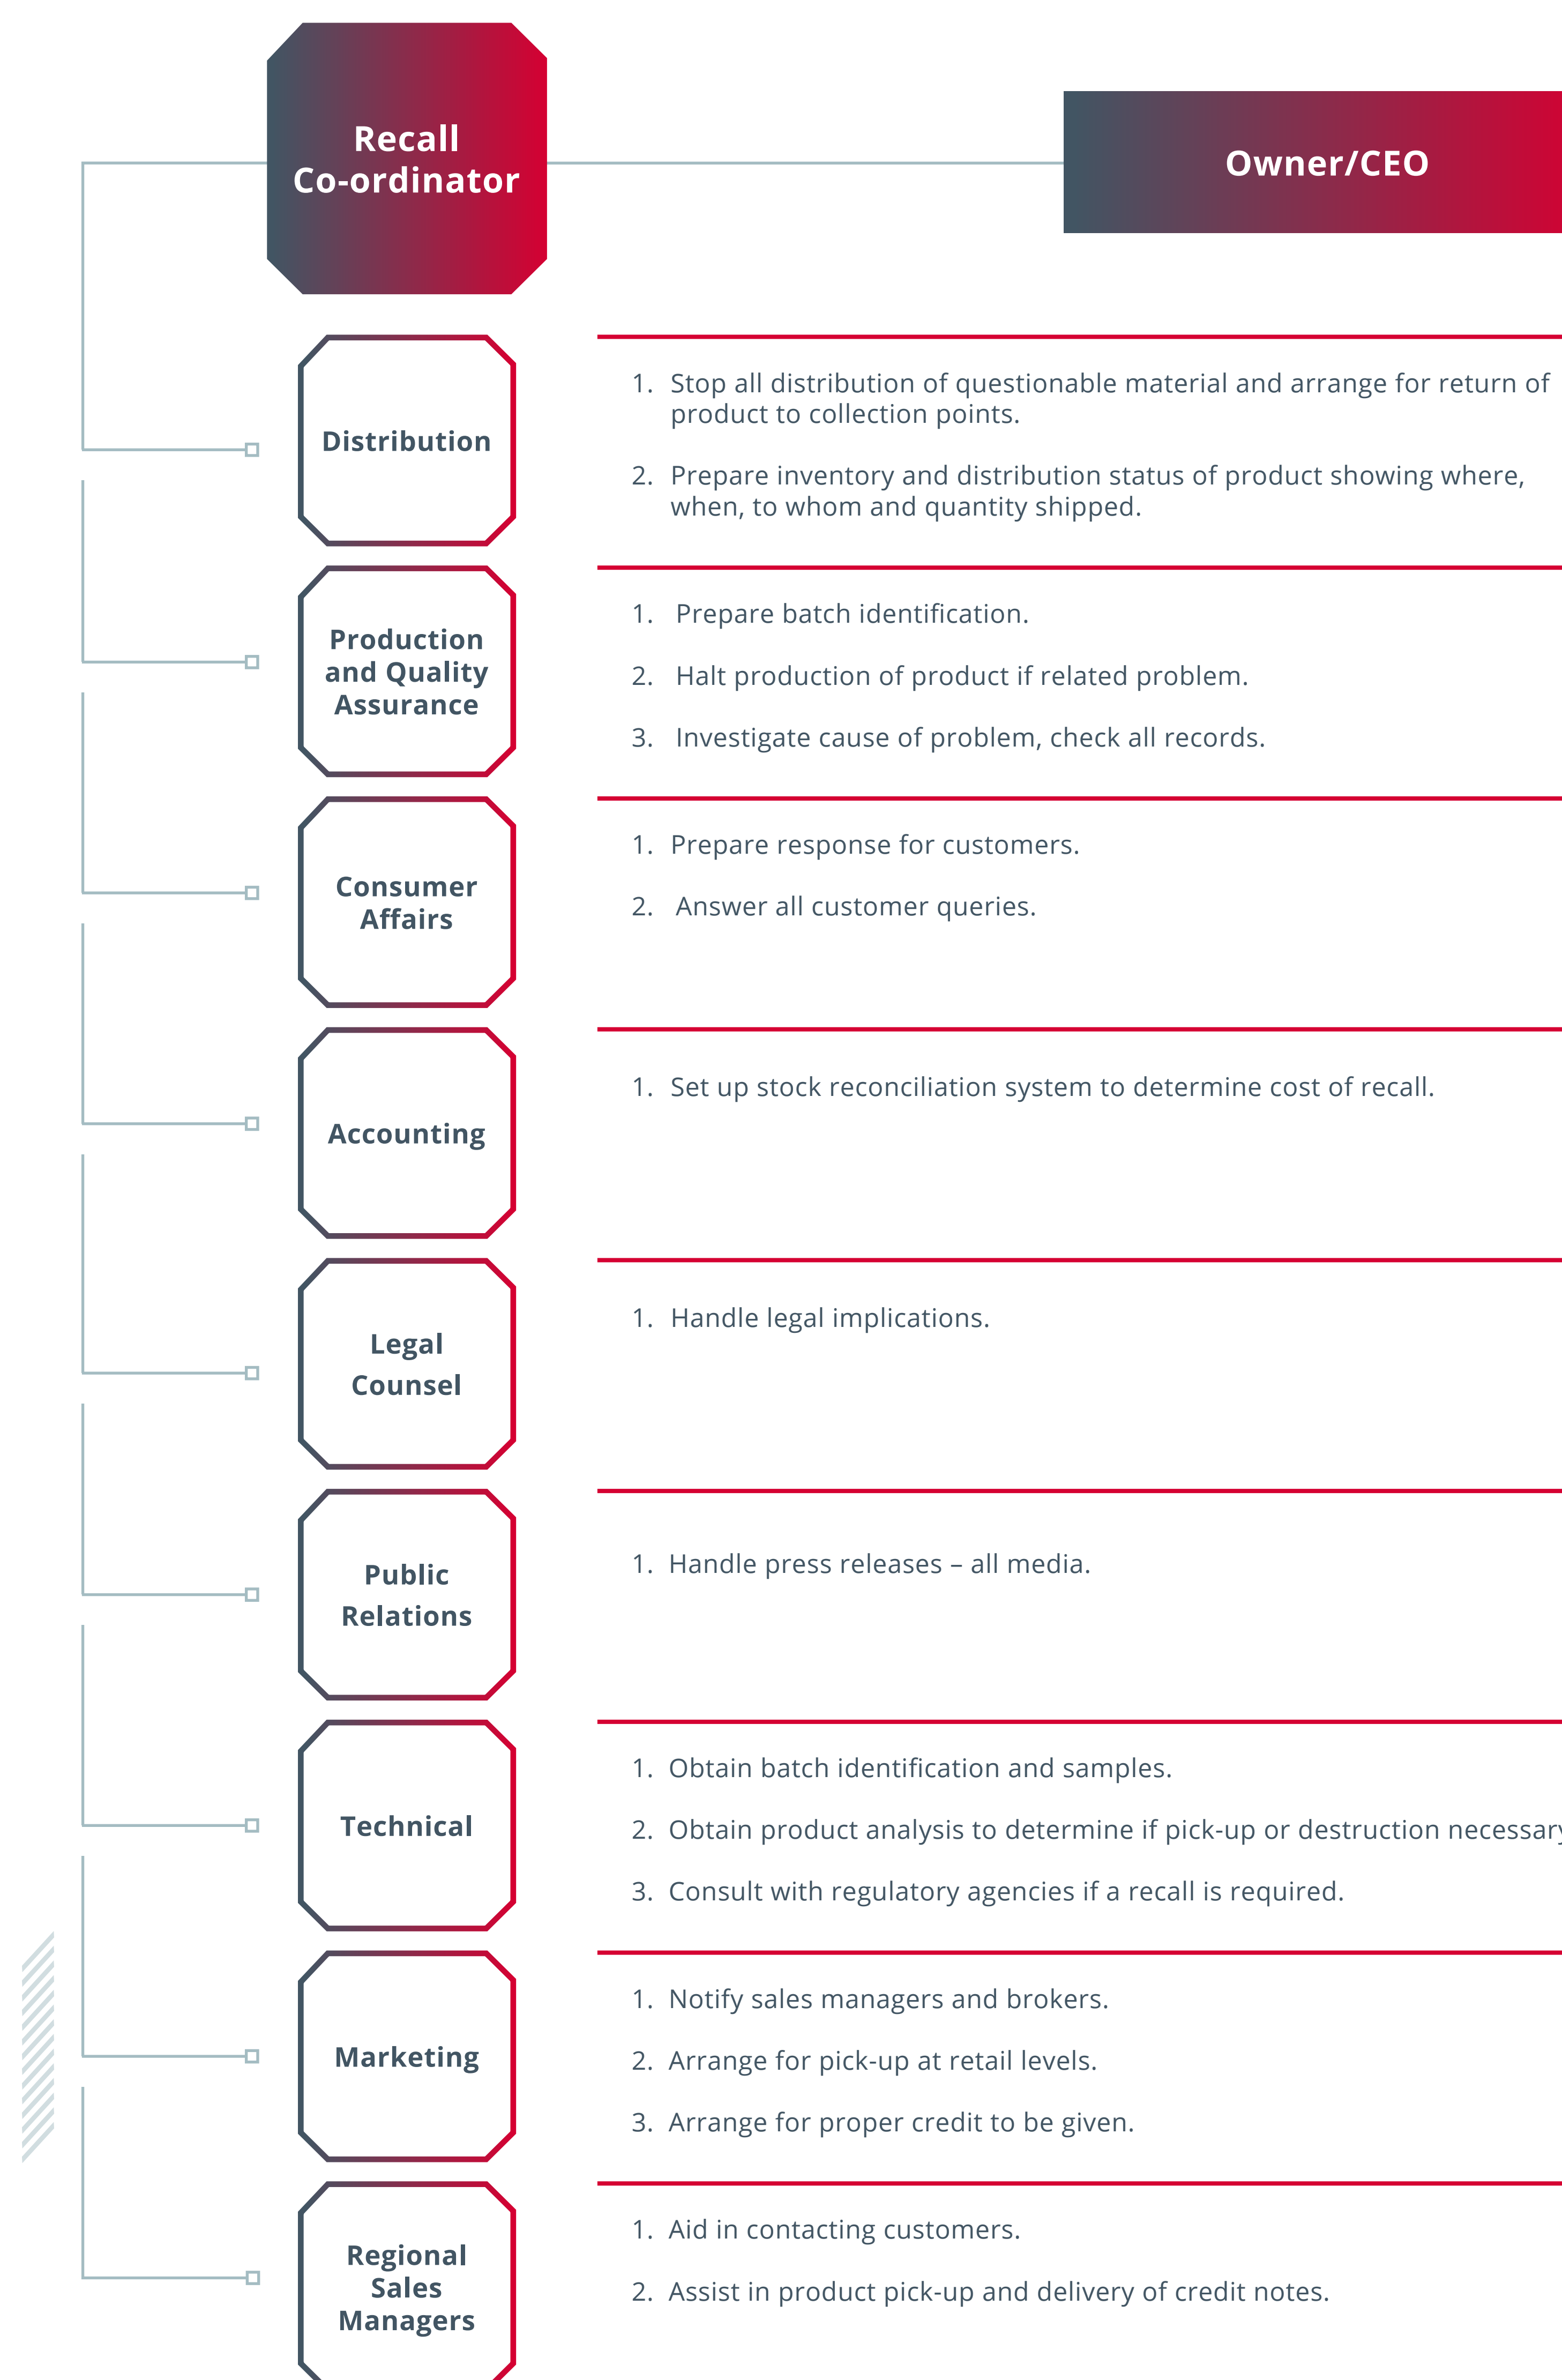 Recall
Co-ordinator
Owner/CEO
Distribution
1. Stop all distribution of questionable material and arrange for return of
product to collection points.
2. Prepare inventory and distribution status of product showing where,
when, to whom and quantity shipped.
Production
and Quality
Assurance
1. Prepare batch identification.
2. Halt production of product if related problem.
3. Investigate cause of problem, check all records.
Consumer
Affairs
1. Prepare response for customers.
2. Answer all customer queries.
Accounting
1. Set up stock reconciliation system to determine cost of recall.
Legal
Counsel
1. Handle legal implications.
Public
Relations
1. Handle press releases – all media.
Technical
1. Obtain batch identification and samples.
2. Obtain product analysis to determine if pick-up or destruction necessary
3. Consult with regulatory agencies if a recall is required.
Marketing
1. Notify sales managers and brokers.
2. Arrange for pick-up at retail levels.
3. Arrange for proper credit to be given.
Regional
Sales
Managers
1. Aid in contacting customers.
2. Assist in product pick-up and delivery of credit notes.